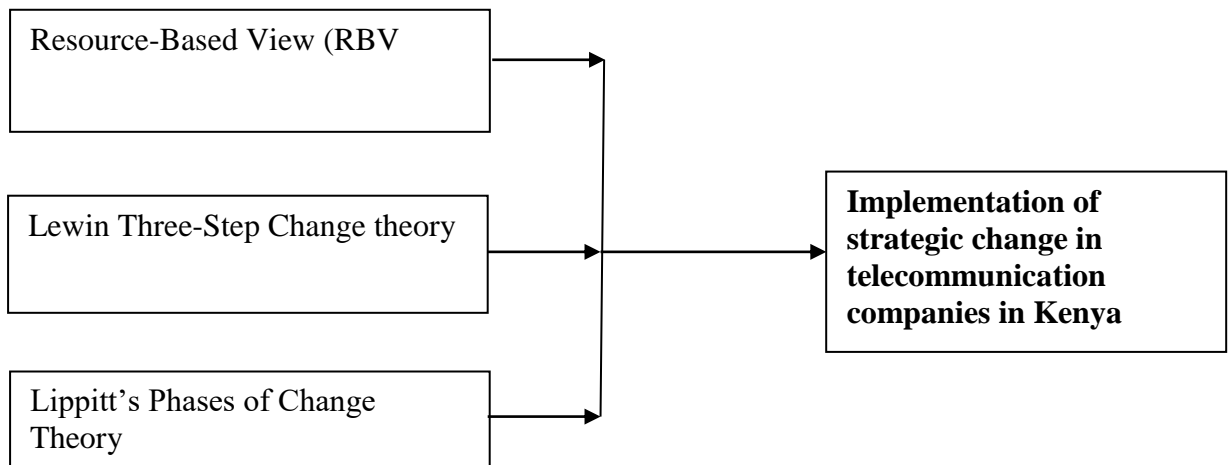 Resource-Based View (RBV
Lewin Three-Step Change theory
Implementation of
strategic change in
telecommunication
companies in Kenya
Lippitt’s Phases of Change
Theory